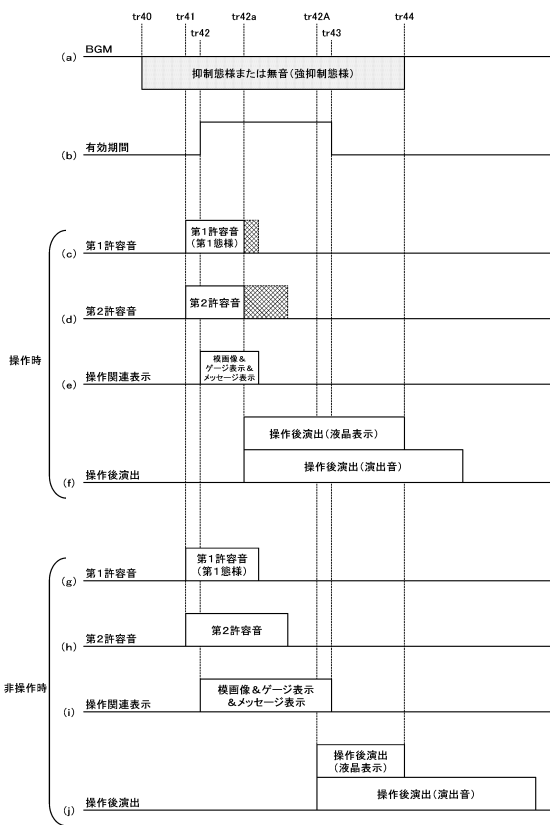 tr40 tr41 tr42a tr42A tr44
tr42 tr43
(a) BGM
抑制態様または無音(強抑制態様)
(b) 有効期間
操作時
(c) 第1許容音
第1許容音
(第1態様)
(d) 第2許容音
第2許容音
(e) 操作関連表示
模画像&
ゲージ表示&
メッセージ表示
操作後演出(液晶表示)
操作後演出(演出音)
(f) 操作後演出
非操作時
(g) 第1許容音
第1許容音
(第1態様)
(h) 第2許容音
第2許容音
(i) 操作関連表示
模画像&ゲージ表示
&メッセージ表示
操作後演出
(液晶表示)
操作後演出(演出音)
(j) 操作後演出